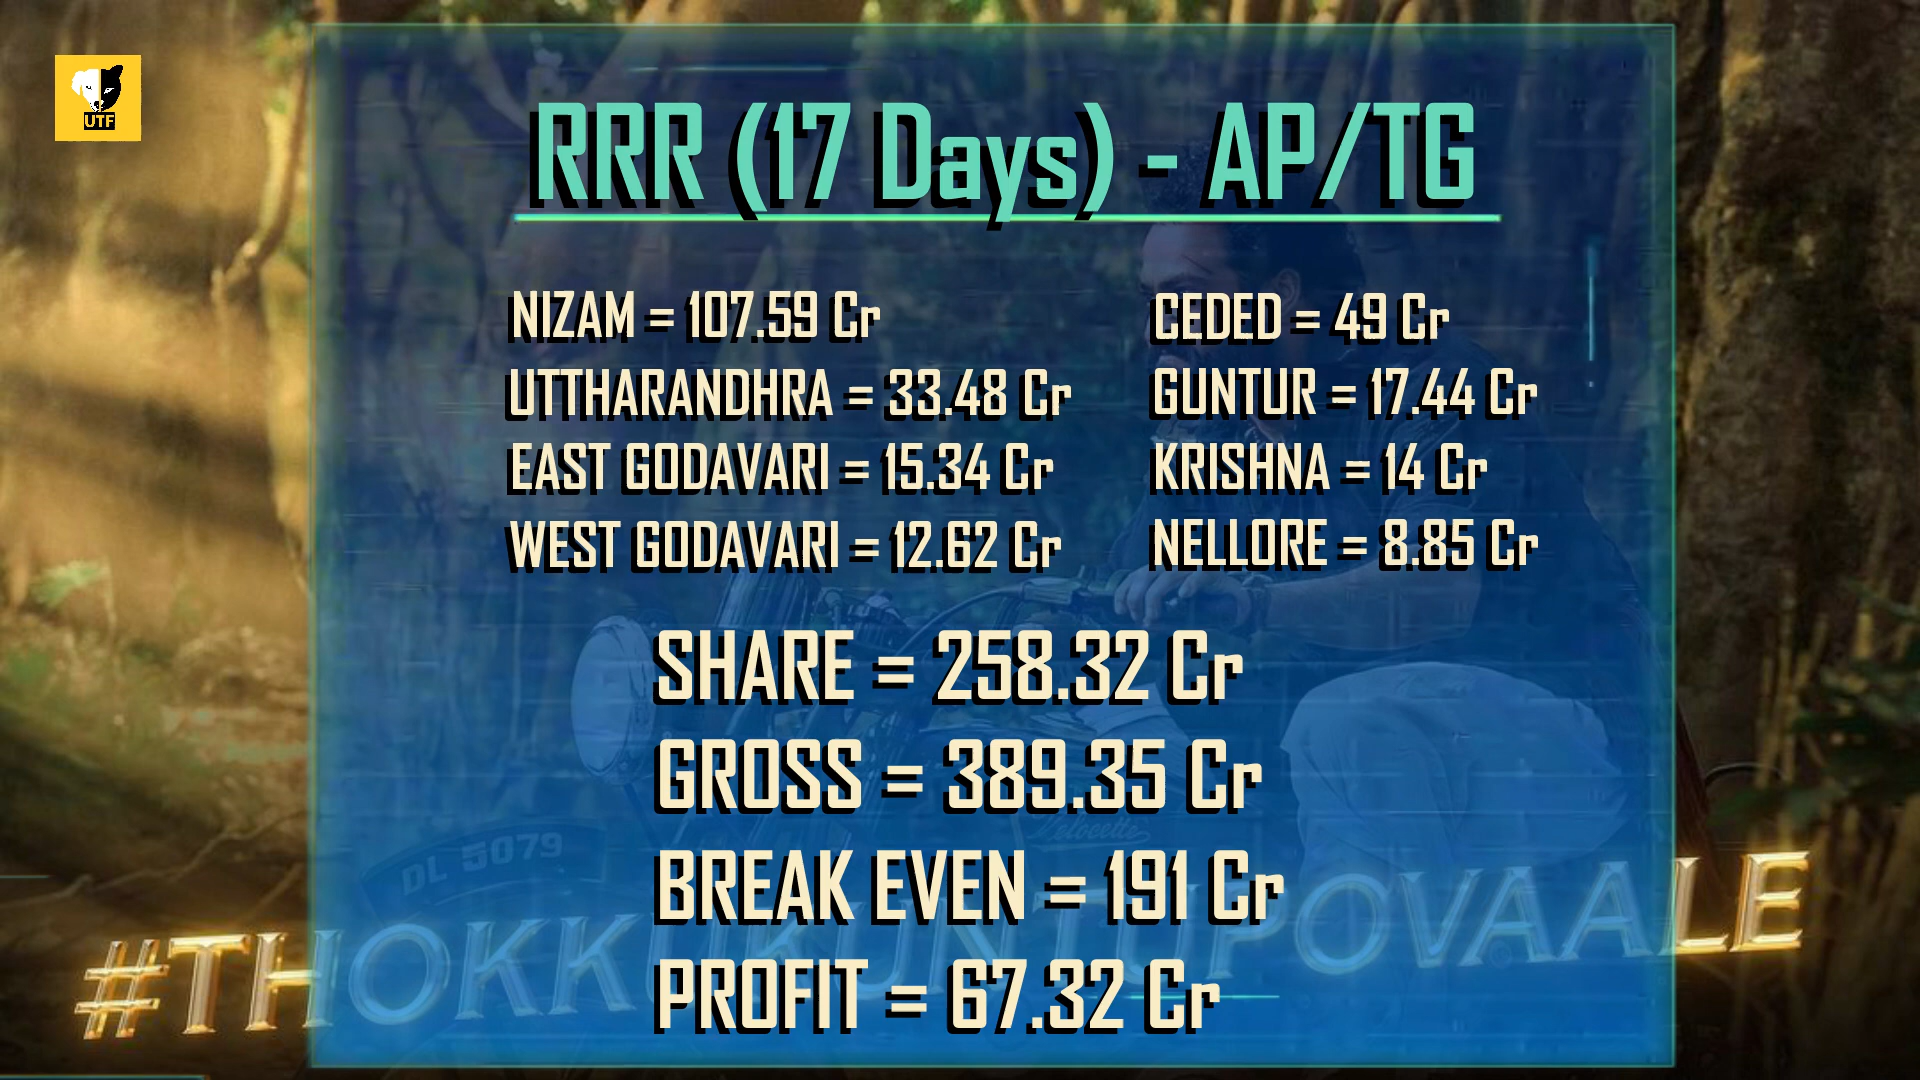 UTF
RRR (17 Days) - AP/TG
NIZAM = 107.59 Cr
UTTHARANDHRA = 33.48 Cr
EAST GODAVARI = 15.34 Cr
WEST GODAVARI = 12.62 Cr
CEDED = 49 Cr
GUNTUR = 17.44 Cr
KRISHNA = 14 Cr
NELLORE = 8.85 Cr
SHARE = 258.32 Cr
GROSS = 389.35 Cr
BREAK EVEN = 191 Cr
PROFIT = 67.32 Cr
Velocette
DL 5079
#THOKKUKUNTUPOVAALE